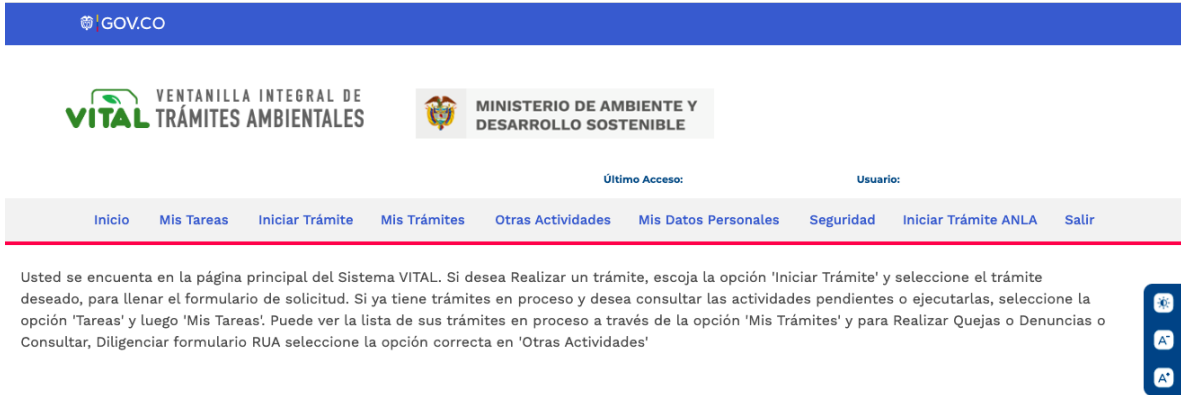 GOV.CO
VITAL VENTANILLA INTEGRAL DE
TRÁMITES AMBIENTALES
MINISTERIO DE AMBIENTE Y
DESARROLLO SOSTENIBLE
Último Acceso: Usuario:
Inicio Mis Tareas Iniciar Trámite Mis Trámites Otras Actividades Mis Datos Personales Seguridad Iniciar Trámite ANLA Salir
Usted se encuenta en la página principal del Sistema VITAL. Si desea Realizar un trámite, escoja la opción 'Iniciar Trámite' y seleccione el trámite
deseado, para llenar el formulario de solicitud. Si ya tiene trámites en proceso y desea consultar las actividades pendientes o ejecutarlas, seleccione la
opción 'Tareas' y luego 'Mis Tareas'. Puede ver la lista de sus trámites en proceso a través de la opción 'Mis Trámites' y para Realizar Quejas o Denuncias o
Consultar, Diligenciar formulario RUA seleccione la opción correcta en 'Otras Actividades'
A-
A+